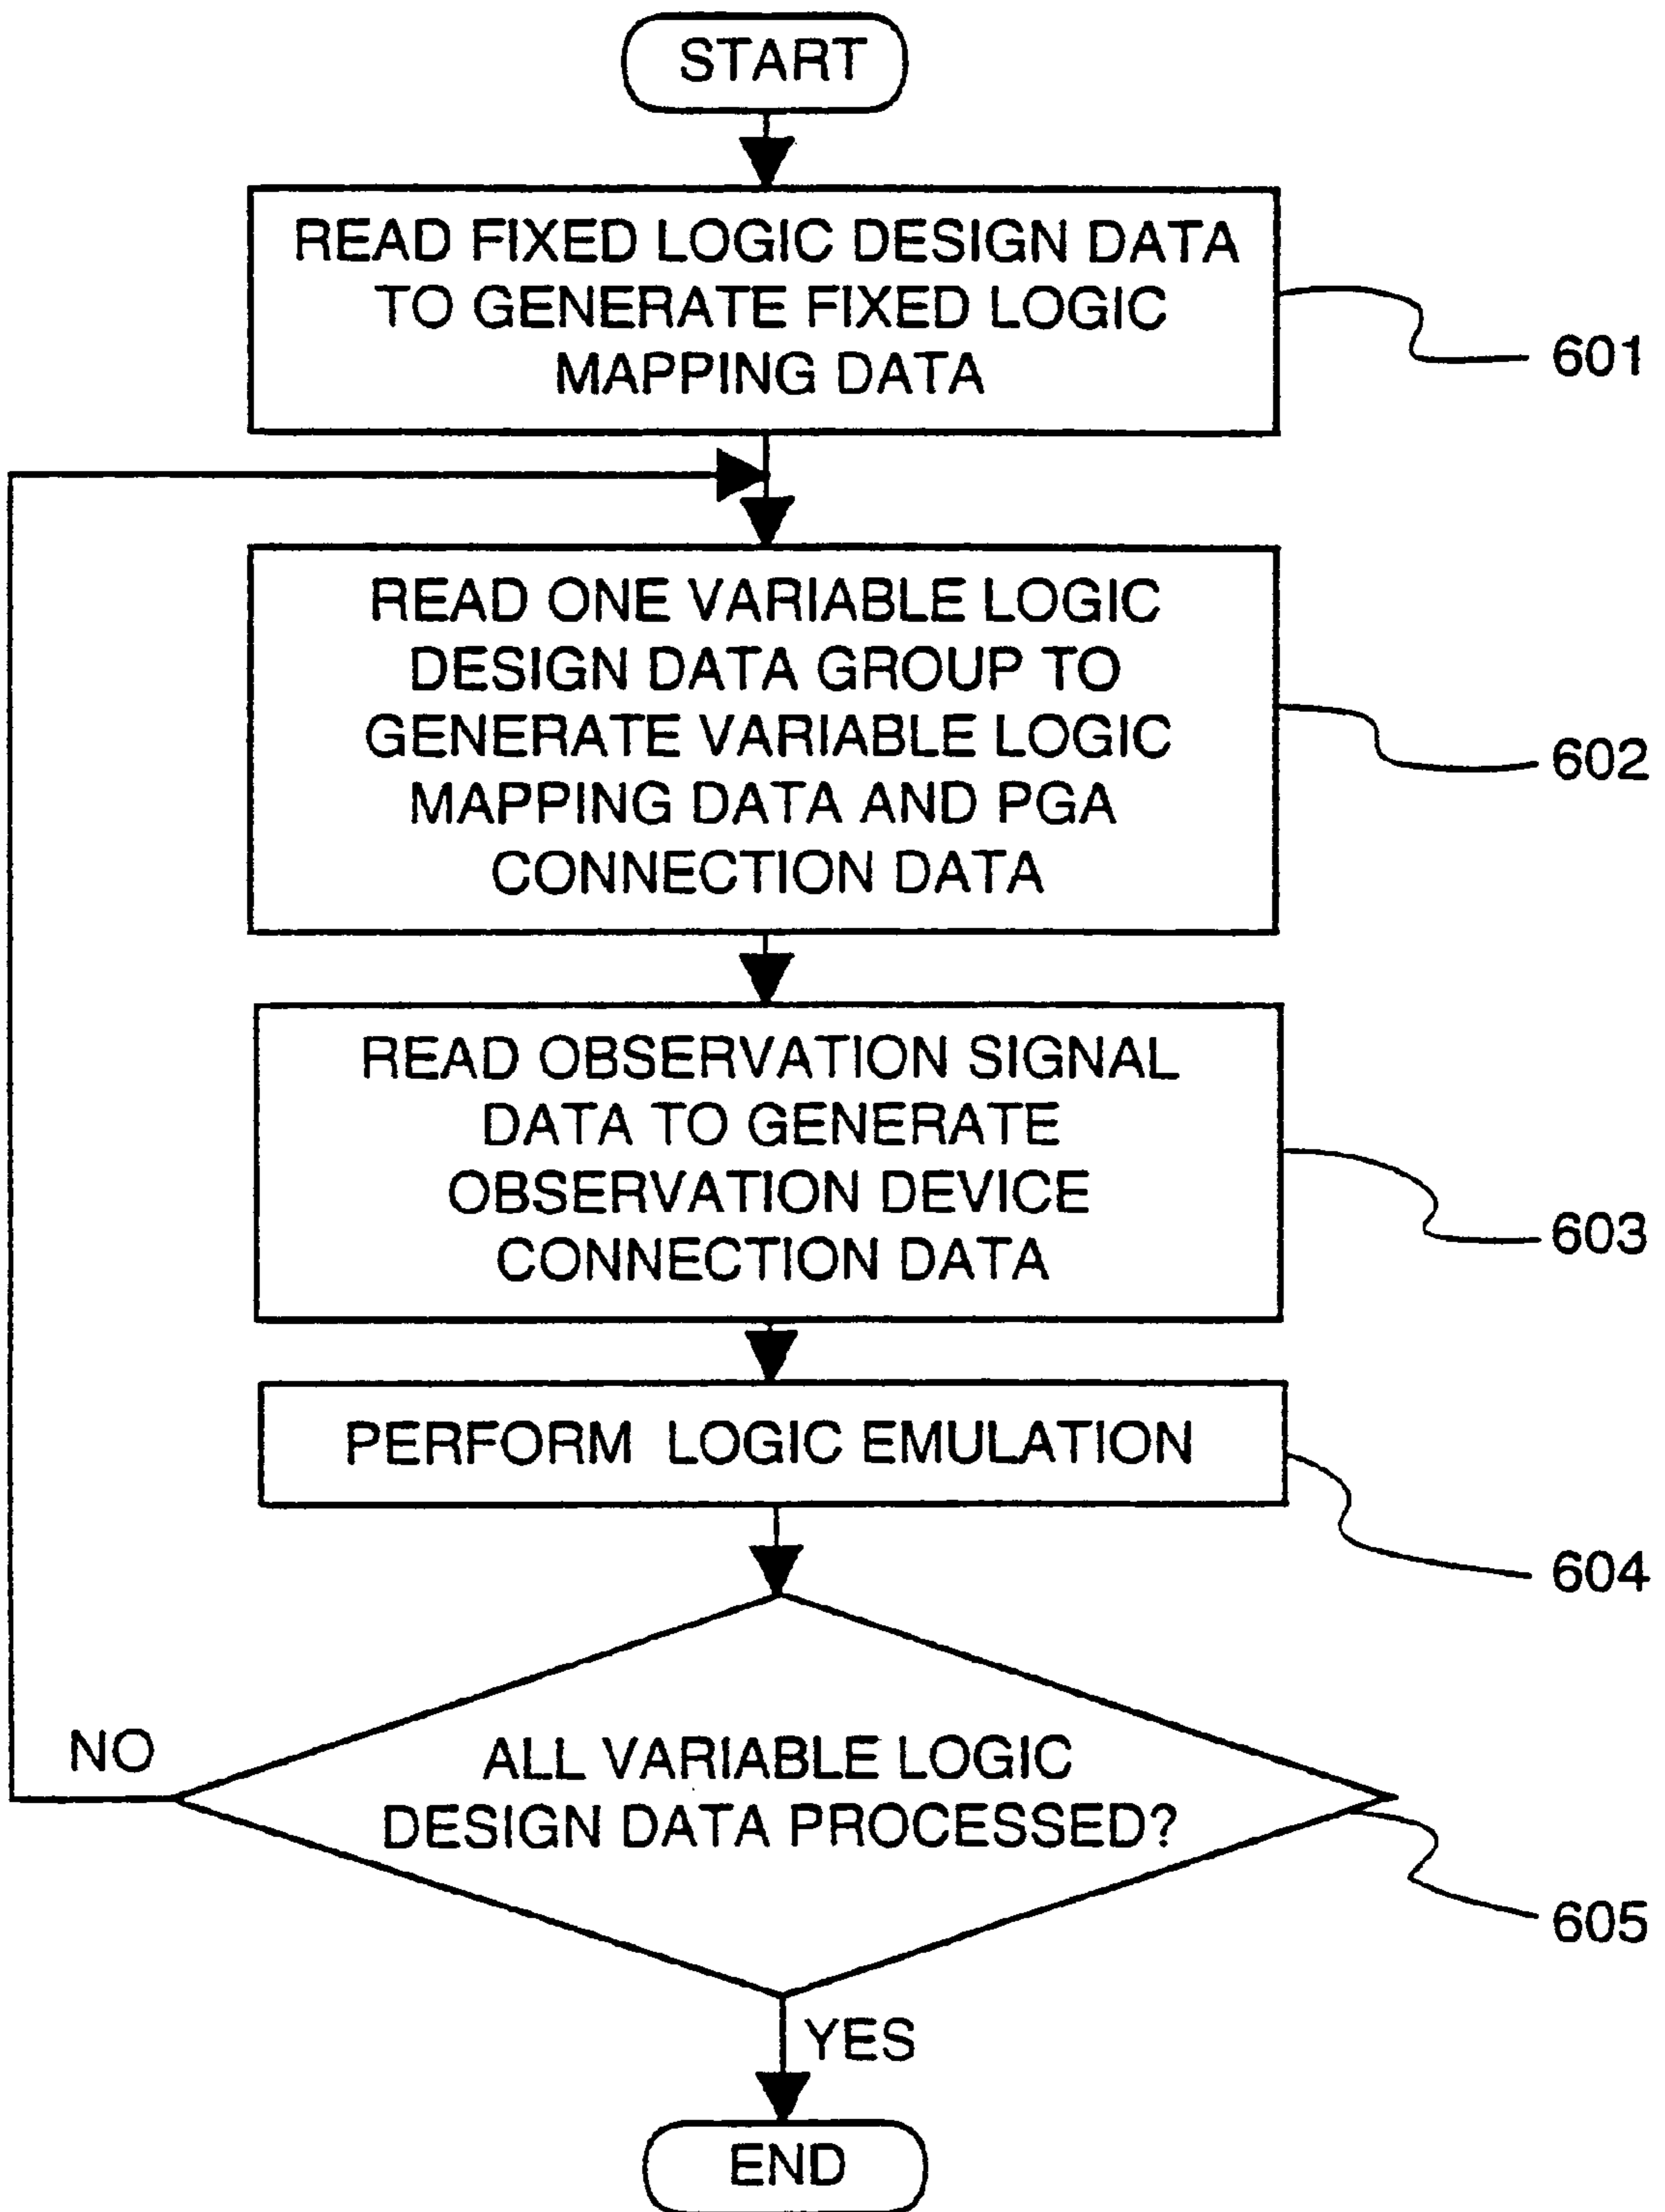 START
READ FIXED LOGIC DESIGN DATA
TO GENERATE FIXED LOGIC
MAPPING DATA
601
READ ONE VARIABLE LOGIC
DESIGN DATA GROUP TO
GENERATE VARIABLE LOGIC
MAPPING DATA AND PGA
CONNECTION DATA
602
READ OBSERVATION SIGNAL
DATA TO GENERATE
OBSERVATION DEVICE
CONNECTION DATA
603
PERFORM LOGIC EMULATION
604
NO
ALL VARIABLE LOGIC
DESIGN DATA PROCESSED?
605
YES
END